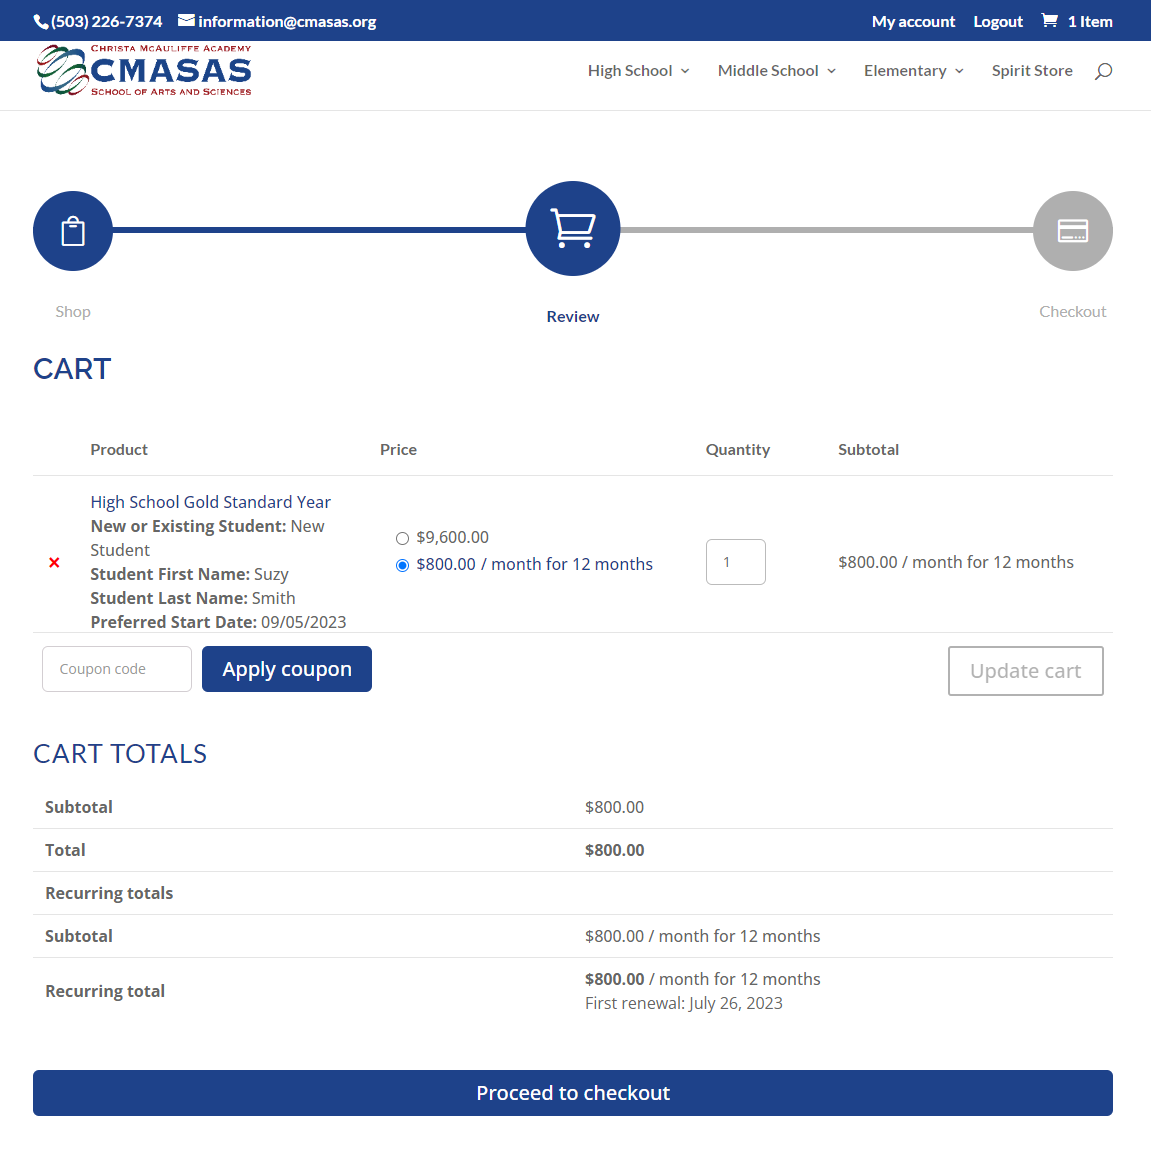 (503) 226-7374 information@cmasas.org My account Logout 1 Item
CHRISTA MCAULIFFE ACADEMY
CMASAS
SCHOOL OF ARTS AND SCIENCES
High School Middle School Elementary Spirit Store
Shop Review Checkout
CART
Product Price Quantity Subtotal
High School Gold Standard Year
New or Existing Student: New
Student
Student First Name: Suzy
Student Last Name: Smith
Preferred Start Date: 09/05/2023
$9,600.00
$800.00 / month for 12 months
1
$800.00 / month for 12 months
Coupon code Apply coupon Update cart
CART TOTALS
Subtotal $800.00
Total $800.00
Recurring totals
Subtotal $800.00 / month for 12 months
Recurring total $800.00 / month for 12 months
First renewal: July 26, 2023
Proceed to checkout